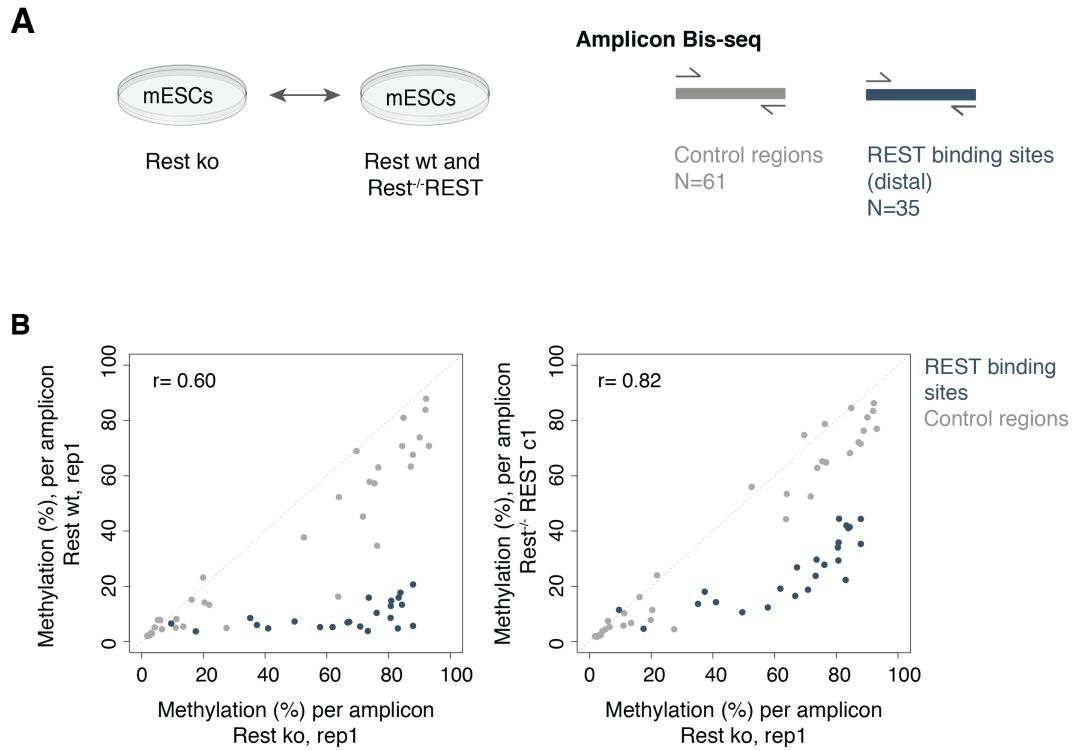 A
mESCs
mESCs
Rest ko
Rest wt and
Rest-/-REST
Amplicon Bis-seq
Control regions
N=61
REST binding sites
(distal)
N=35
B
Methylation (%), per amplicon
Rest wt, rep1
100
80
60
40
20
0
r= 0.60
0 20 40 60 80 100
Methylation (%) per amplicon
Rest ko, rep1
Methylation (%), per amplicon
Rest-/- REST c1
100
80
60
40
20
0
r= 0.82
0 20 40 60 80 100
Methylation (%) per amplicon
Rest ko, rep1
REST binding
sites
Control regions